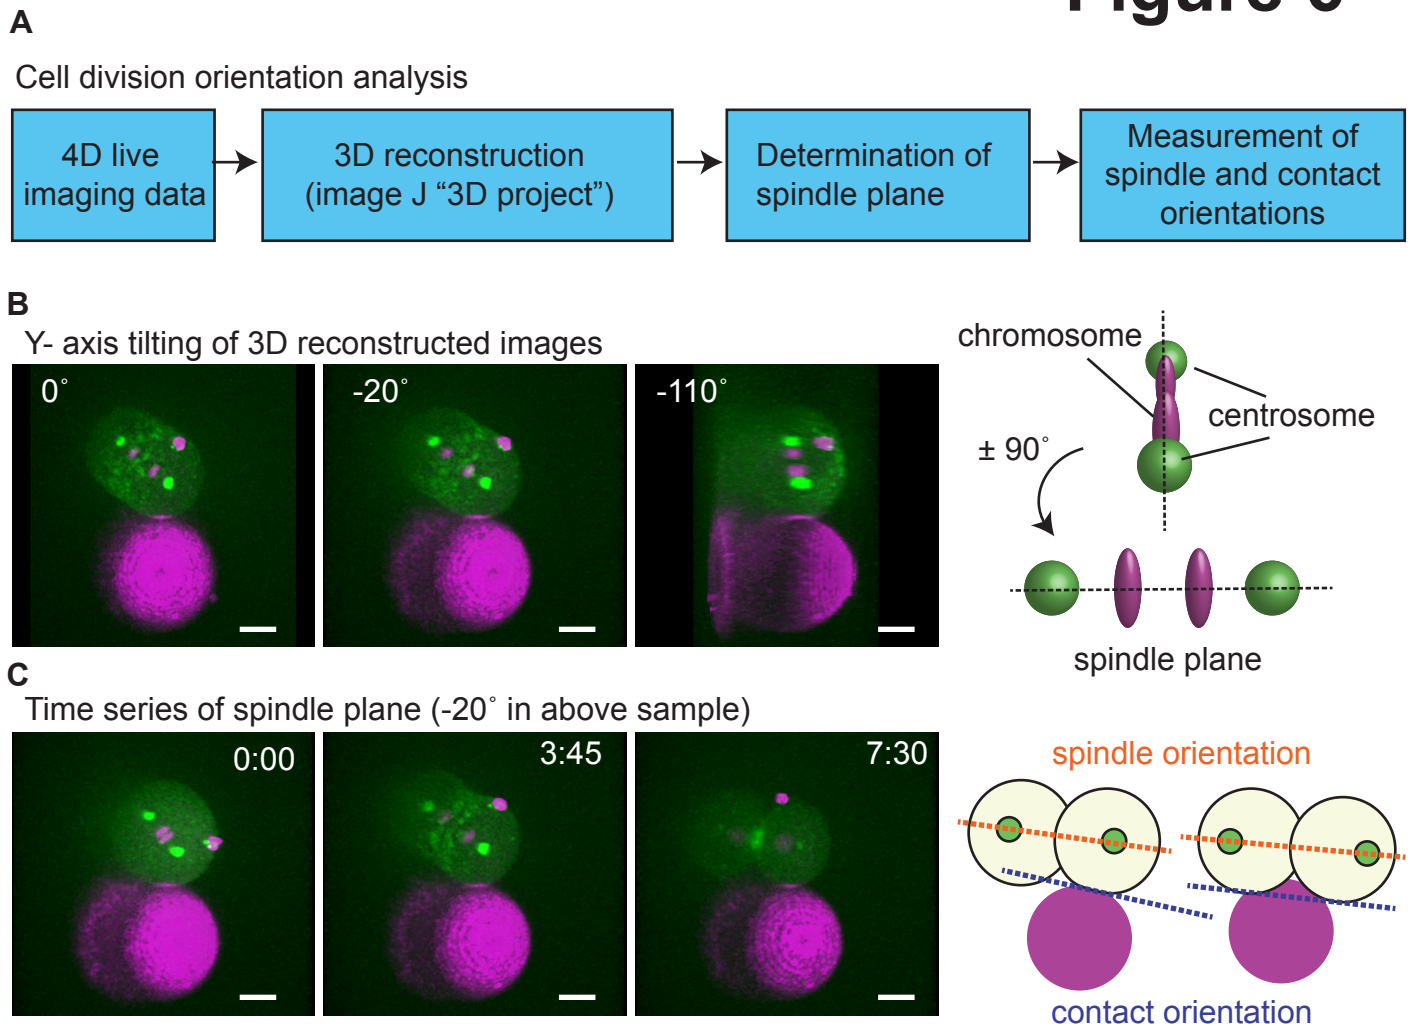 Figure 6
A
Cell division orientation analysis
4D live
imaging data
3D reconstruction
(image J “3D project”)
Determination of
spindle plane
Measurement of
spindle and contact
orientations
B
Y- axis tilting of 3D reconstructed images
0°
-20°
-110°
chromosome
centrosome
± 90°
spindle plane
C
Time series of spindle plane (-20° in above sample)
0:00
3:45
7:30
spindle orientation
contact orientation